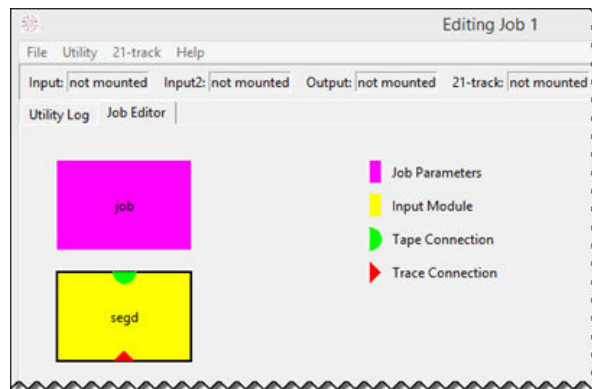 Editing Job 1
File Utility 21-track Help
Input: not mounted Input2: not mounted Output: not mounted 21-track: not mounted
Utility Log Job Editor
job
Job Parameters
Input Module
Tape Connection
Trace Connection
segd